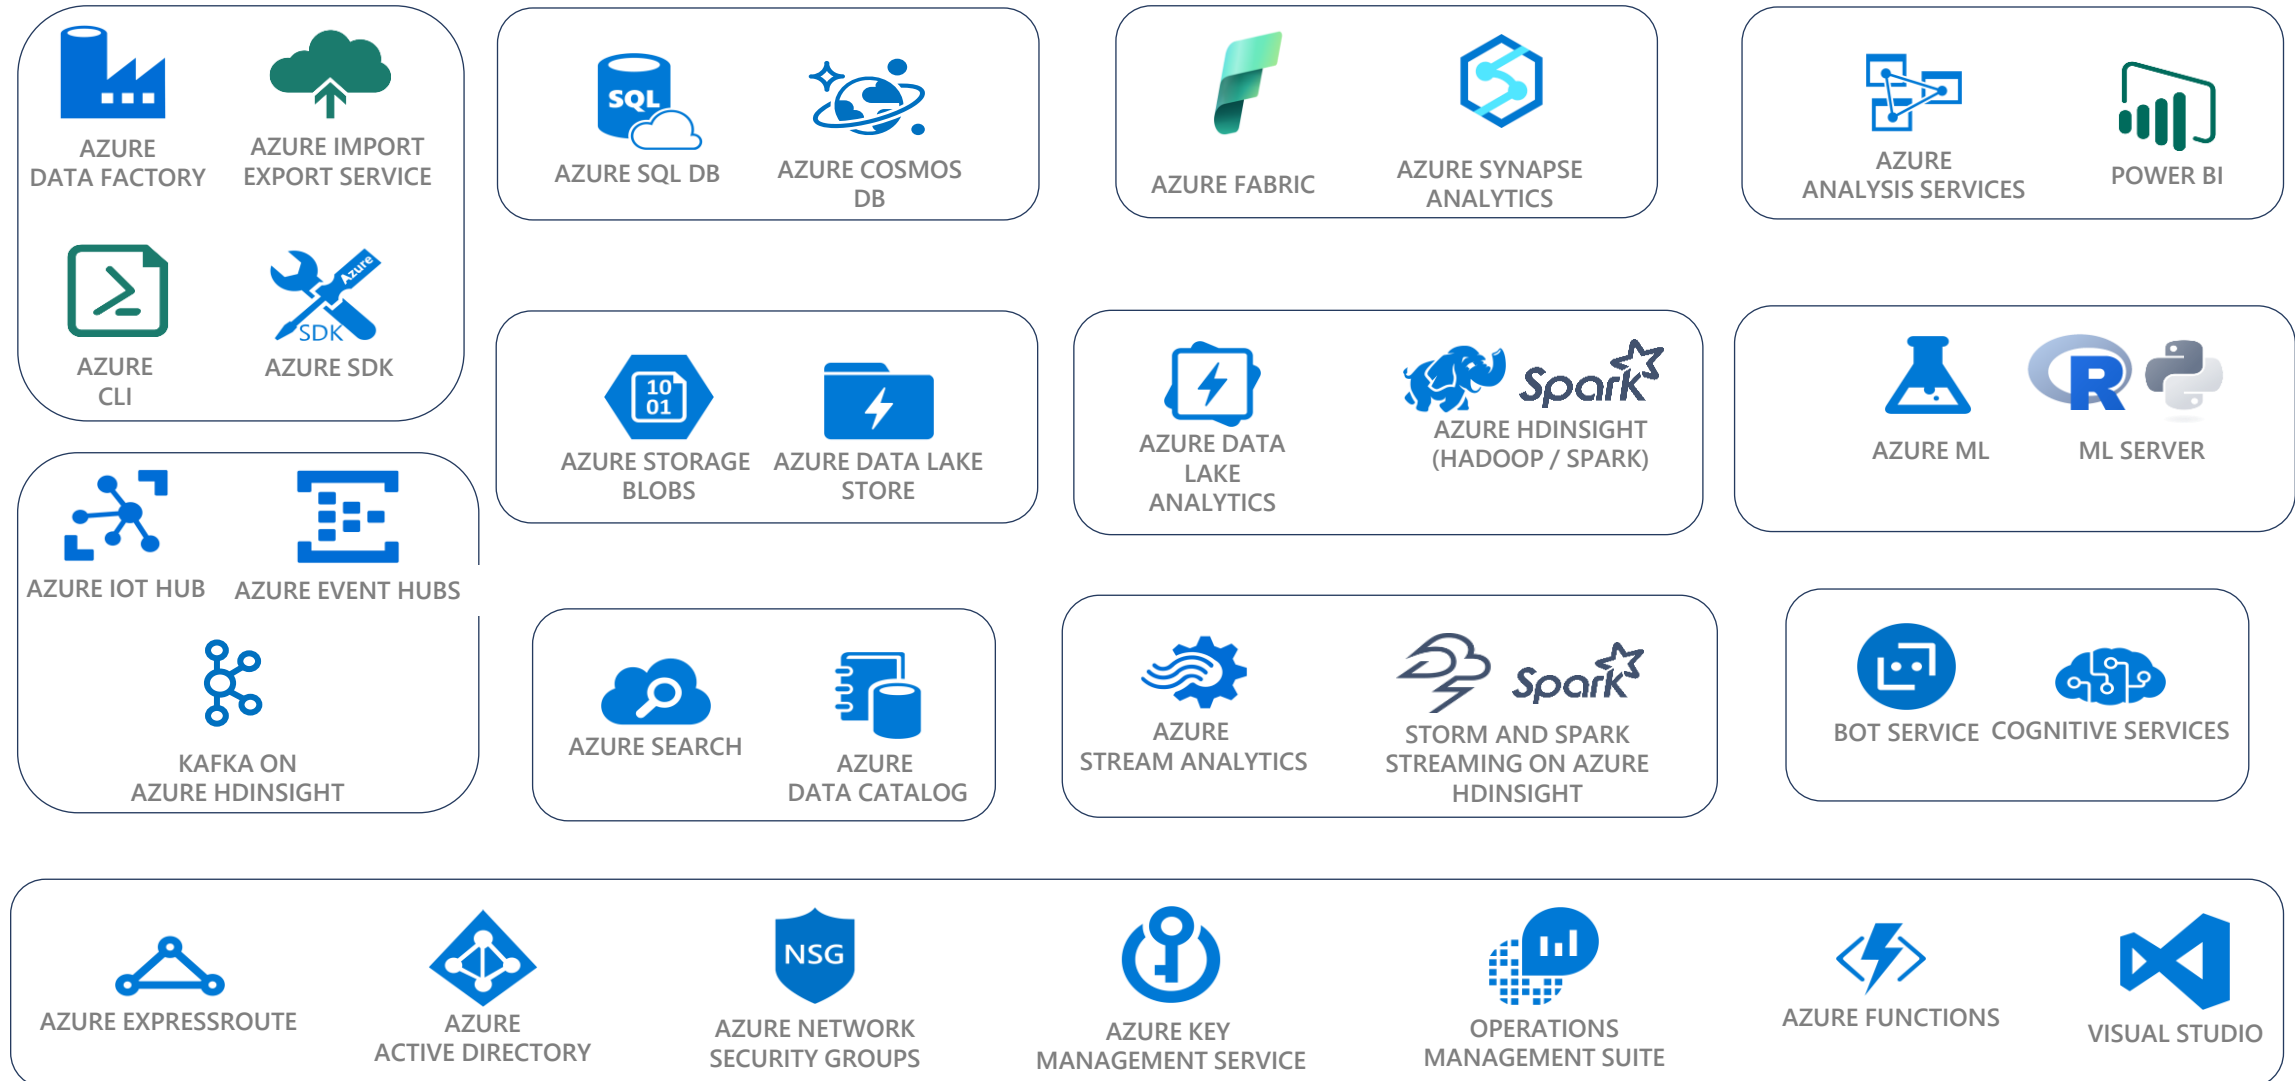 AZURE
DATA FACTORY
AZURE IMPORT
EXPORT SERVICE
AZURE
CLI
Azure
SDK
AZURE SDK
SQL
AZURE SQL DB
AZURE COSMOS
DB
AZURE FABRIC
AZURE SYNAPSE
ANALYTICS
AZURE
ANALYSIS SERVICES
POWER BI
10
01
AZURE STORAGE
BLOBS
AZURE DATA LAKE
STORE
AZURE DATA
LAKE
ANALYTICS
Spark
AZURE HDINSIGHT
(HADOOP / SPARK)
AZURE ML
R
ML SERVER
AZURE IOT HUB
AZURE EVENT HUBS
KAFKA ON
AZURE HDINSIGHT
AZURE SEARCH
AZURE
DATA CATALOG
AZURE
STREAM ANALYTICS
Spark
STORM AND SPARK
STREAMING ON AZURE
HDINSIGHT
BOT SERVICE
COGNITIVE SERVICES
AZURE EXPRESSROUTE
AZURE
ACTIVE DIRECTORY
NSG
AZURE NETWORK
SECURITY GROUPS
AZURE KEY
MANAGEMENT SERVICE
OPERATIONS
MANAGEMENT SUITE
AZURE FUNCTIONS
VISUAL STUDIO